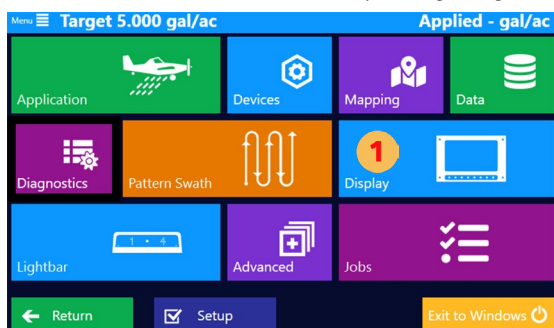 Menu Target 5.000 gal/ac Applied - gal/ac
Application Devices Mapping Data
1
Diagnostics Pattern Swath Display
1 • 4
Lightbar Advanced Jobs
Return Setup Exit to Windows